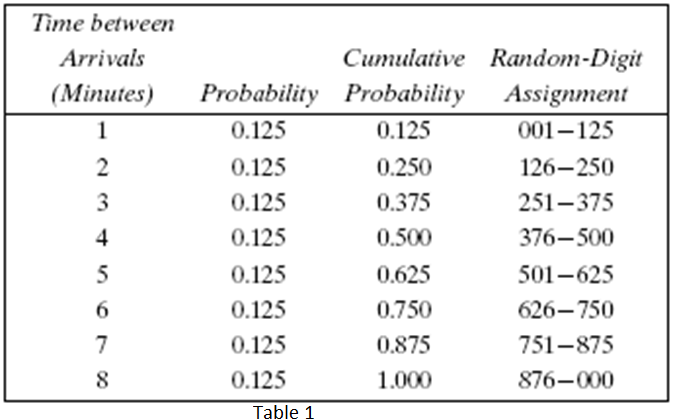 Time between
Arrivals Cumulative Random-Digit
(Minutes) Probability Probability Assignment
1 0.125 0.125 001–125
2 0.125 0.250 126–250
3 0.125 0.375 251–375
4 0.125 0.500 376–500
5 0.125 0.625 501–625
6 0.125 0.750 626–750
7 0.125 0.875 751–875
8 0.125 1.000 876–000
Table 1